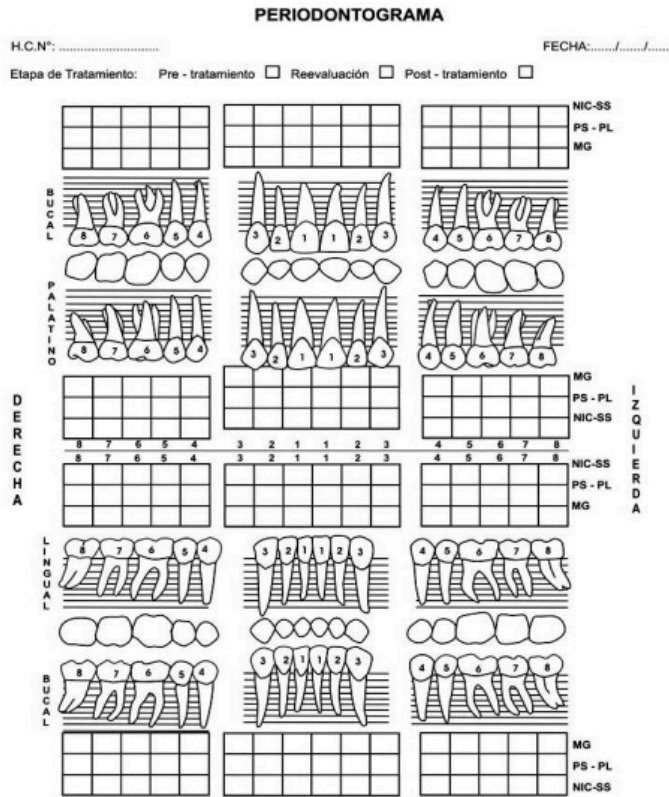 PERIODONTOGRAMA
H.C.N°: ............................ FECHA:......./......./......
Etapa de Tratamiento: Pre - tratamiento Reevaluación Post - tratamiento
NIC-SS
PS - PL
MG
BUCAL
8 7 6 5 4 3 2 1 1 2 3 4 5 6 7 8
PALATINO
8 7 6 5 4 3 2 1 1 2 3 4 5 6 7 8
MG
PS - PL
NIC-SS
DERECHA
IZQUIERDA
8 7 6 5 4 3 2 1 1 2 3 4 5 6 7 8
8 7 6 5 4 3 2 1 1 2 3 4 5 6 7 8
NIC-SS
PS - PL
MG
LINGUAL
8 7 6 5 4 3 2 1 1 2 3 4 5 6 7 8
BUCAL
8 7 6 5 4 3 2 1 1 2 3 4 5 6 7 8
MG
PS - PL
NIC-SS